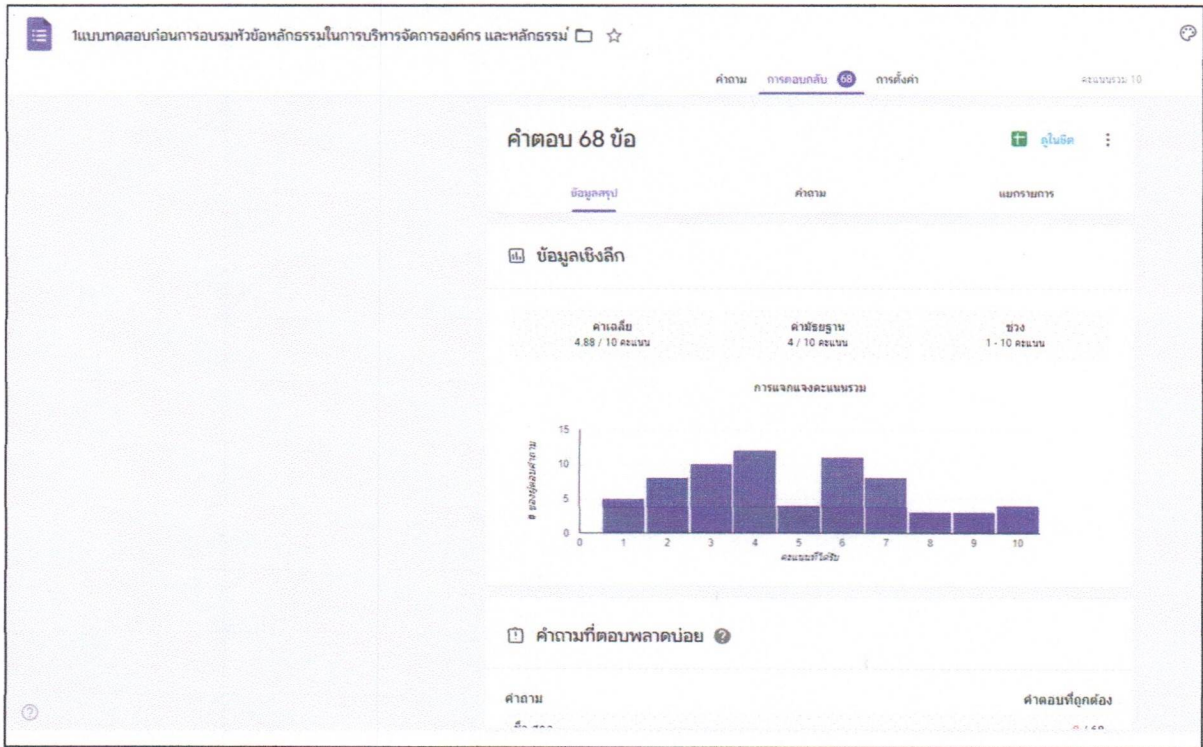 1แบบทดสอบก่อนการอบรมหัวข้อหลักธรรมในการบริหารจัดการองค์กร และหลักธรรม
คำถาม การตอบกลับ 68 การตั้งค่า คะแนนรวม 10
คำตอบ 68 ข้อ ดูในชีต
ข้อมูลสรุป คำถาม แยกรายการ
ข้อมูลเชิงลึก
ค่าเฉลี่ย ค่ามัธยฐาน ช่วง
4.88 / 10 คะแนน 4 / 10 คะแนน 1 - 10 คะแนน
การแจกแจงคะแนนรวม
# ของผู้ตอบคำถาม
15
10
5
0
0 1 2 3 4 5 6 7 8 9 10
คะแนนที่ได้รับ
คำถามที่ตอบพลาดบ่อย
คำถาม คำตอบที่ถูกต้อง